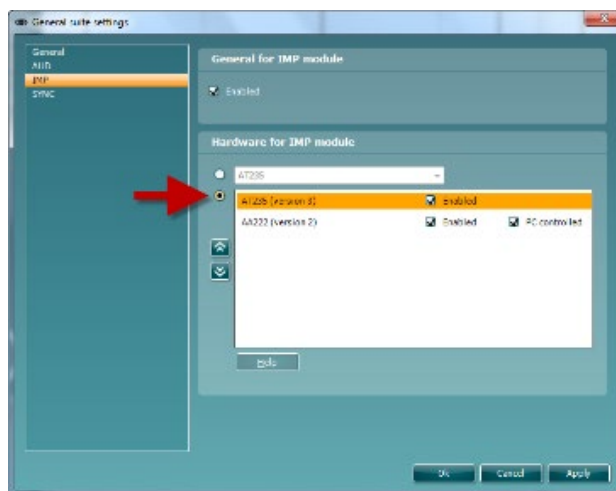 General suite settings
General
AUD
IMP
SYNC
General for IMP module
Enabled
Hardware for IMP module
AT235
AT235 (version 3) Enabled
AA222 (version 2) Enabled PC controlled
Help
Ok Cancel Apply